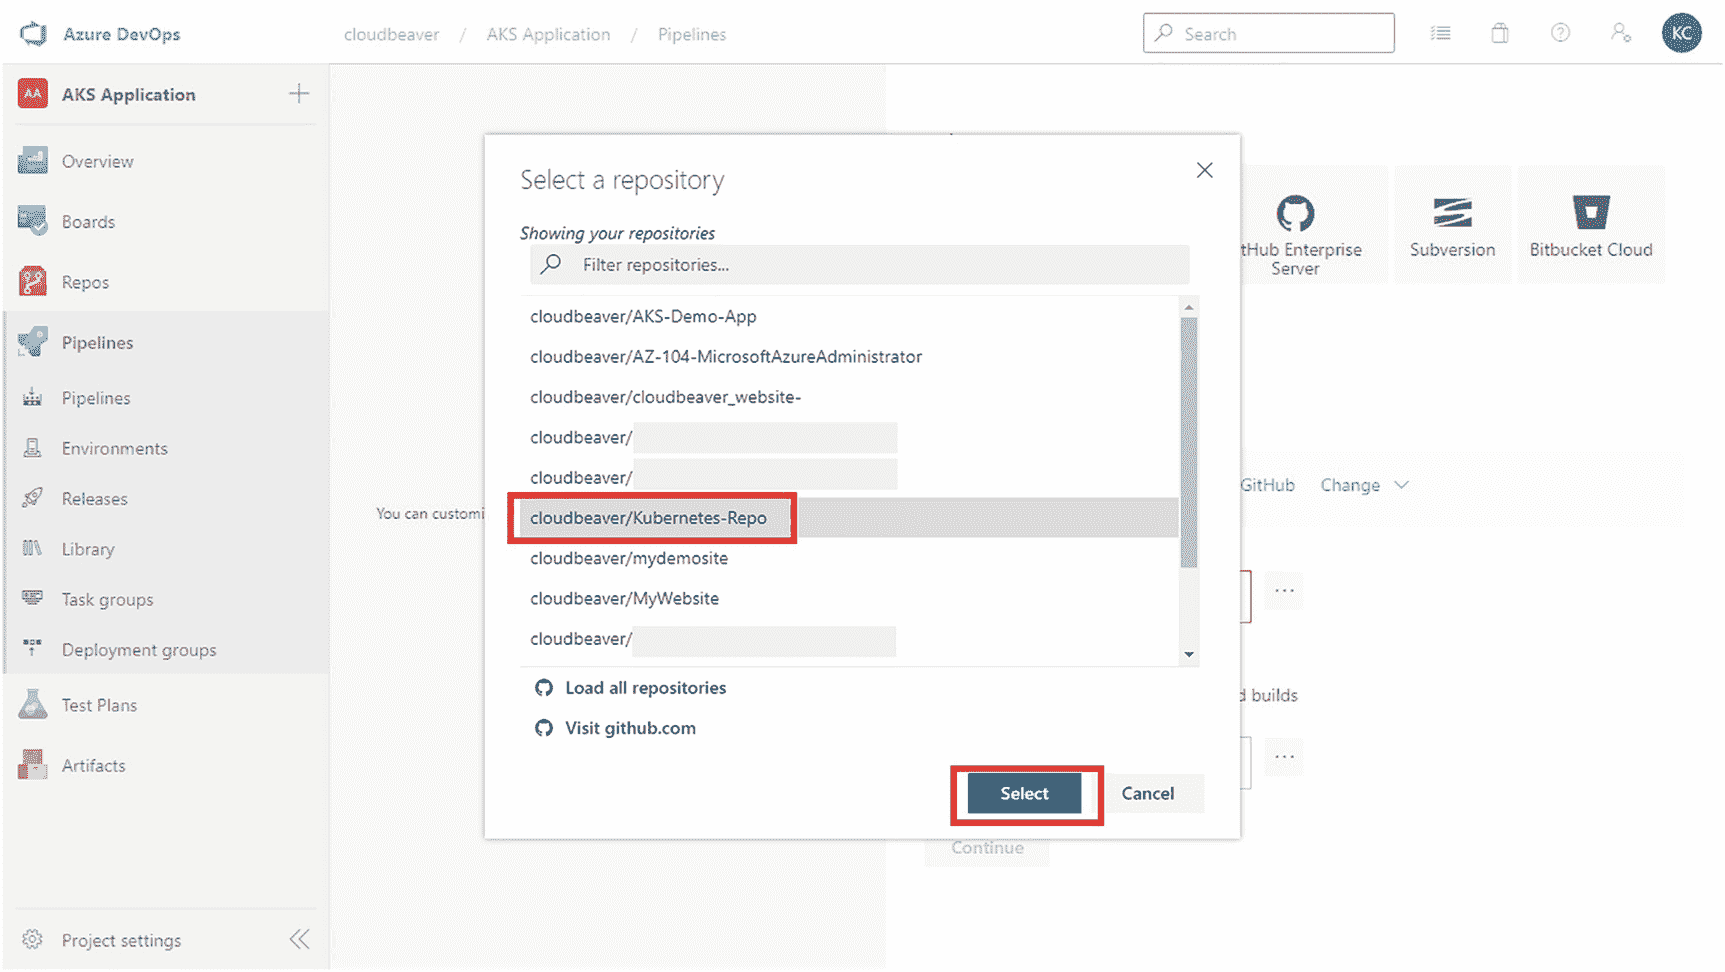 Azure DevOps
cloudbeaver / AKS Application / Pipelines
Search
KC
AA AKS Application
Overview
Boards
Repos
Pipelines
Pipelines
Environments
Releases
Library
Task groups
Deployment groups
Test Plans
Artifacts
Project settings
You can customi
Select a repository
Showing your repositories
Filter repositories...
cloudbeaver/AKS-Demo-App
cloudbeaver/AZ-104-MicrosoftAzureAdministrator
cloudbeaver/cloudbeaver_website-
cloudbeaver/
cloudbeaver/
cloudbeaver/Kubernetes-Repo
cloudbeaver/mydemosite
cloudbeaver/MyWebsite
cloudbeaver/
Load all repositories
Visit github.com
Select
Cancel
tHub Enterprise
Server
Subversion
Bitbucket Cloud
GitHub
Change
d builds
Continue